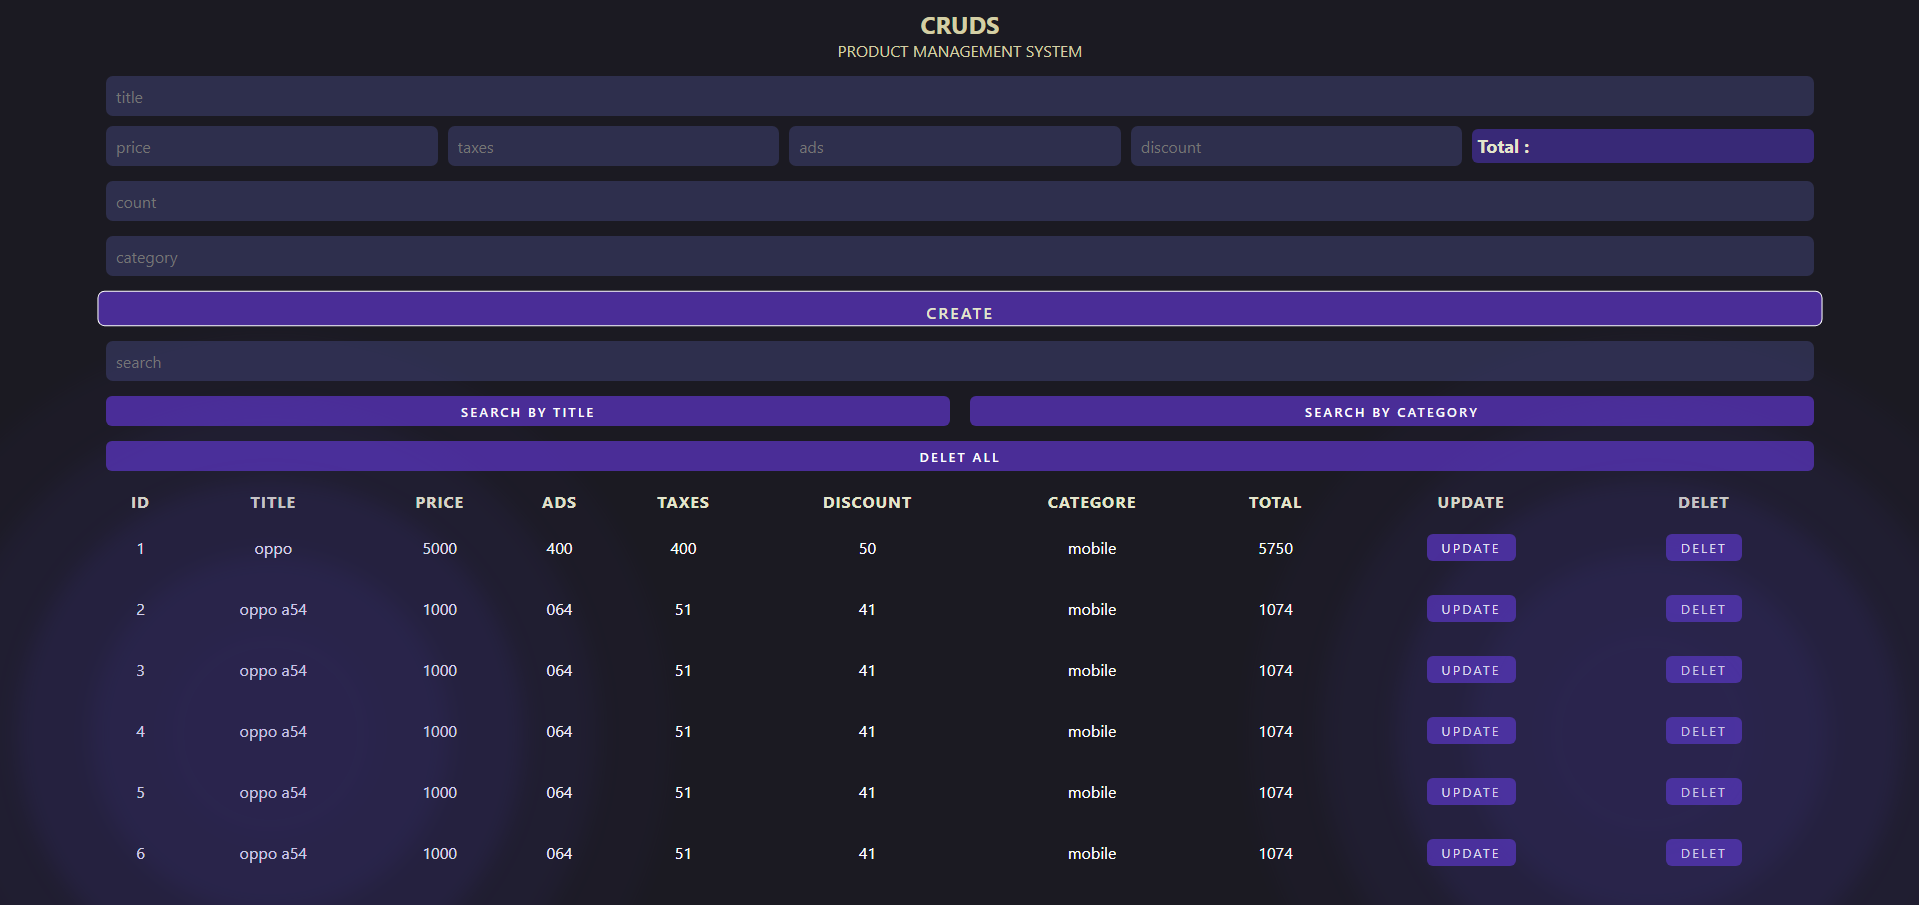 CRUDS
PRODUCT MANAGEMENT SYSTEM
title
price taxes ads discount Total :
count
category
CREATE
search
SEARCH BY TITLE SEARCH BY CATEGORY
DELET ALL
ID TITLE PRICE ADS TAXES DISCOUNT CATEGORE TOTAL UPDATE DELET
1 oppo 5000 400 400 50 mobile 5750 UPDATE DELET
2 oppo a54 1000 064 51 41 mobile 1074 UPDATE DELET
3 oppo a54 1000 064 51 41 mobile 1074 UPDATE DELET
4 oppo a54 1000 064 51 41 mobile 1074 UPDATE DELET
5 oppo a54 1000 064 51 41 mobile 1074 UPDATE DELET
6 oppo a54 1000 064 51 41 mobile 1074 UPDATE DELET